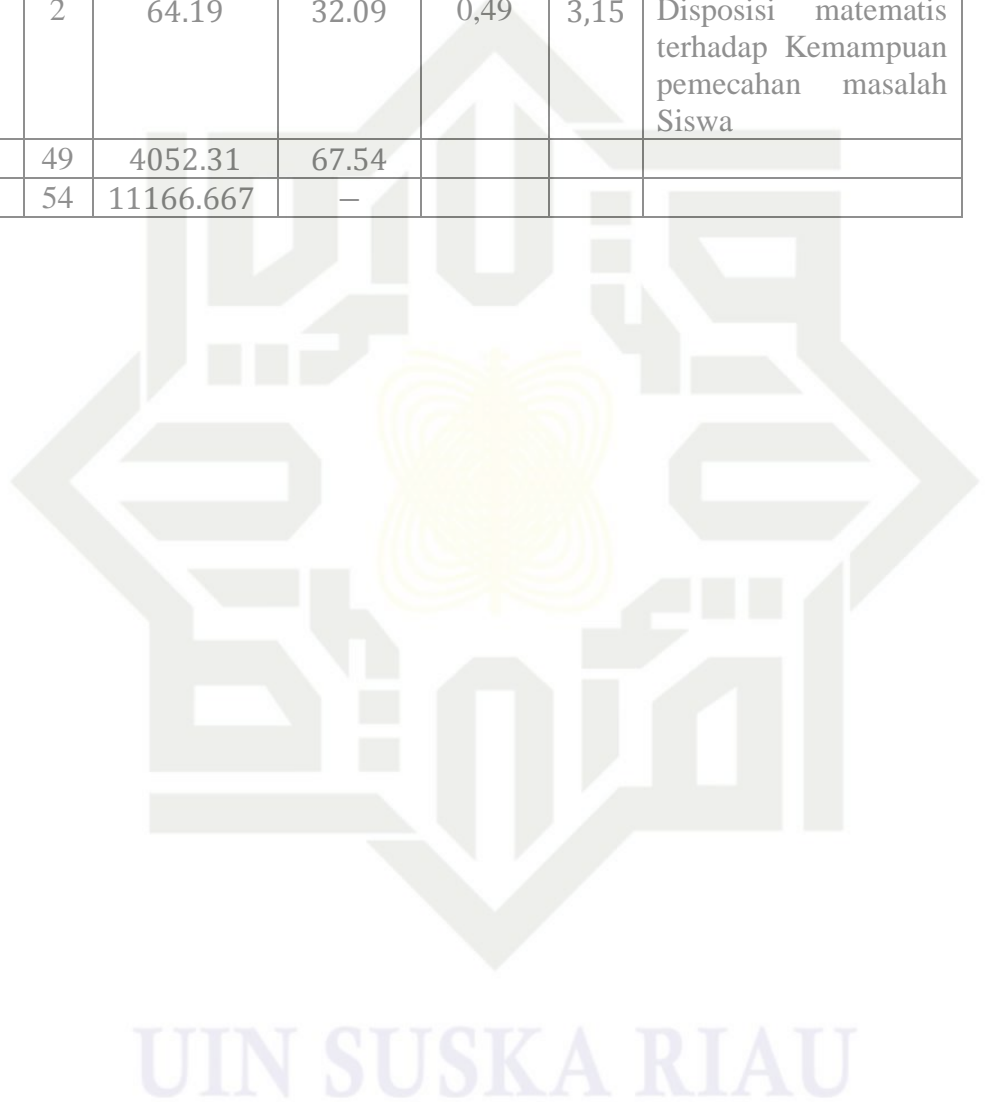 2 64.19 32.09 0,49 3,15 Disposisi matematis
terhadap Kemampuan
pemecahan masalah
Siswa
49 4052.31 67.54
54 11166.667 –
UIN SUSKA RIAU